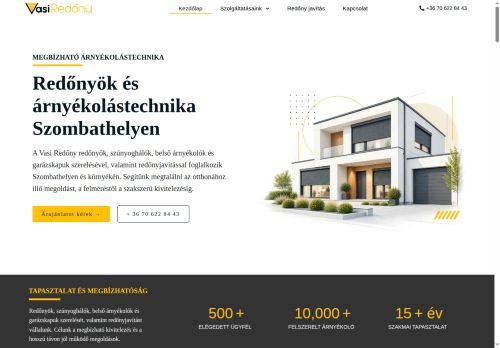 Vasi Redőny
Kezdőlap
Szolgáltatásaink
Redőny javítás
Kapcsolat
+36 70 622 84 43
MEGBÍZHATÓ ÁRNYÉKOLÁSTECHNIKA
Redőnyök és
árnyékolástechnika
Szombathelyen
A Vasi Redőny redőnyök, szúnyoghálók, belső árnyékolók és
garázskapuk szerelésével, valamint redőnyjavítással foglalkozik
Szombathelyen és környékén. Segítünk megtalálni az otthonához
illő megoldást, a felméréstől a szakszerű kivitelezésig.
Árajánlatot kérek →
+ 36 70 622 84 43
TAPASZTALAT ÉS MEGBÍZHATÓSÁG
Redőnyök, szúnyoghálók, belső árnyékolók és
garázskapuk szerelését, valamint redőnyjavítást
vállalunk. Célunk a megbízható kivitelezés és a
hosszú távon jól működő megoldások.
500 +
ELÉGEDETT ÜGYFÉL
10,000 +
FELSZERELT ÁRNYÉKOLÓ
15 + év
SZAKMAI TAPASZTALAT